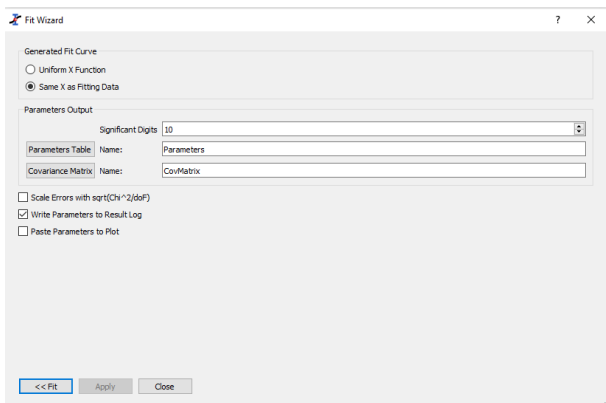 Fit Wizard
?
Generated Fit Curve
Uniform X Function
Same X as Fitting Data
Parameters Output
Significant Digits 10
Parameters Table Name: Parameters
Covariance Matrix Name: CovMatrix
Scale Errors with sqrt(Chi^2/doF)
Write Parameters to Result Log
Paste Parameters to Plot
<< Fit Apply Close